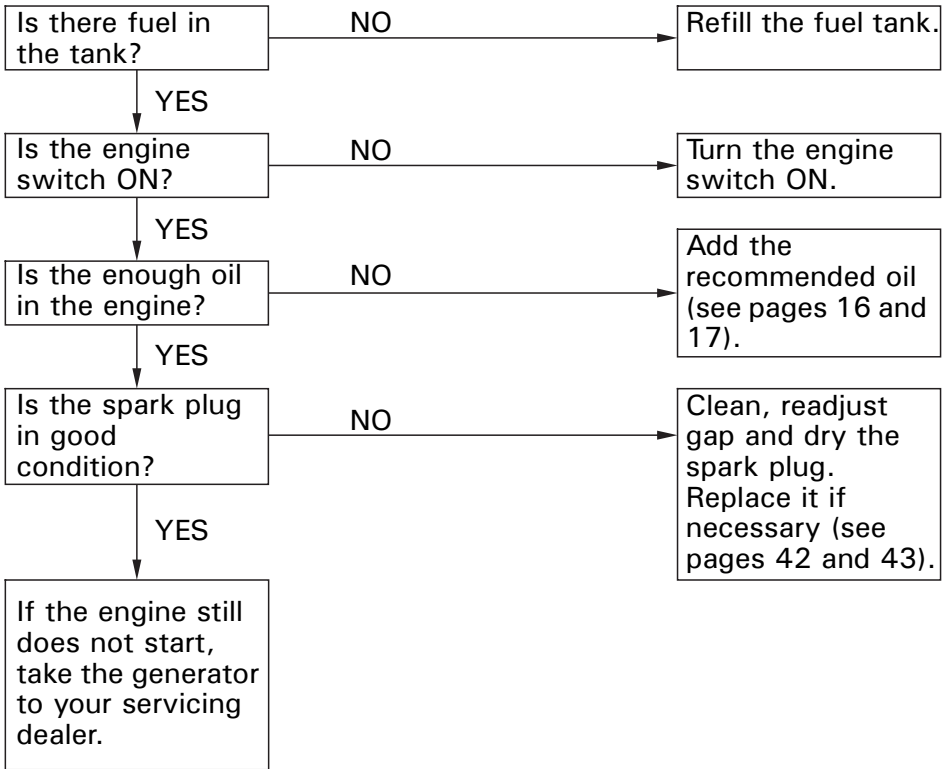 Is there fuel in
the tank?
NO
Refill the fuel tank.
YES
Is the engine
switch ON?
NO
Turn the engine
switch ON.
YES
Is the enough oil
in the engine?
NO
Add the
recommended oil
(see pages 16 and
17).
YES
Is the spark plug
in good
condition?
NO
Clean, readjust
gap and dry the
spark plug.
Replace it if
necessary (see
pages 42 and 43).
YES
If the engine still
does not start,
take the generator
to your servicing
dealer.